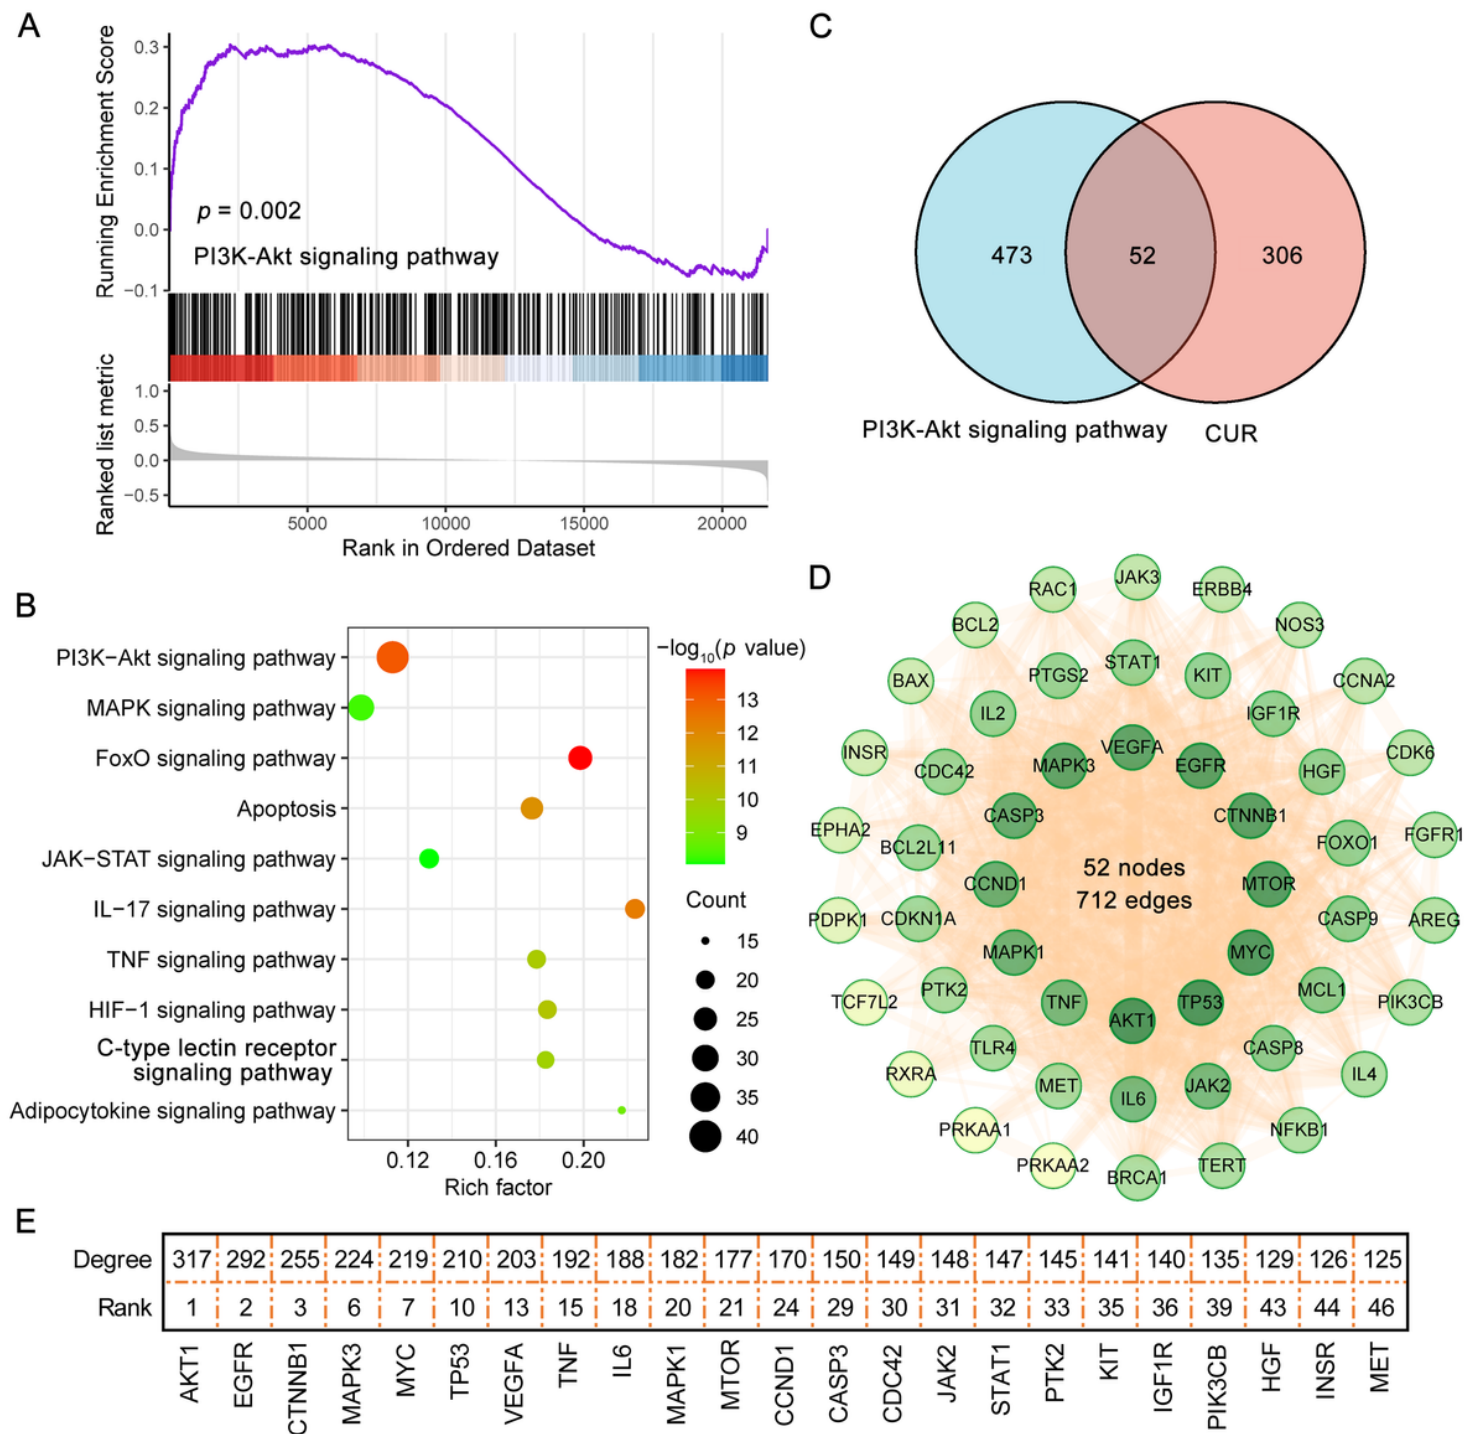 A
Running Enrichment Score
0.3
0.2
0.1
0.0
−0.1
p = 0.002
PI3K-Akt signaling pathway
Ranked list metric
1.0
0.5
0.0
−0.5
5000 10000 15000 20000
Rank in Ordered Dataset
B
PI3K−Akt signaling pathway
MAPK signaling pathway
FoxO signaling pathway
Apoptosis
JAK−STAT signaling pathway
IL−17 signaling pathway
TNF signaling pathway
HIF−1 signaling pathway
C-type lectin receptor
signaling pathway
Adipocytokine signaling pathway
0.12 0.16 0.20
Rich factor
−log10(p value)
13
12
11
10
9
Count
15
20
25
30
35
40
C
473 52 306
PI3K-Akt signaling pathway CUR
D
JAK3
RAC1 ERBB4
BCL2 NOS3
STAT1
PTGS2 KIT
BAX CCNA2
IL2 IGF1R
VEGFA
INSR CDK6
MAPK3 EGFR
CDC42 HGF
CASP3 CTNNB1
EPHA2 FGFR1
BCL2L11 FOXO1
52 nodes
CCND1 MTOR
712 edges
PDPK1 CDKN1A CASP9 AREG
MAPK1 MYC
PTK2 MCL1
TCF7L2 TNF TP53 PIK3CB
AKT1
TLR4 CASP8
RXRA IL4
MET JAK2
IL6
PRKAA1 NFKB1
PRKAA2 TERT
BRCA1
E
Degree 317 292 255 224 219 210 203 192 188 182 177 170 150 149 148 147 145 141 140 135 129 126 125
Rank 1 2 3 6 7 10 13 15 18 20 21 24 29 30 31 32 33 35 36 39 43 44 46
AKT1 EGFR CTNNB1 MAPK3 MYC TP53 VEGFA TNF IL6 MAPK1 MTOR CCND1 CASP3 CDC42 JAK2 STAT1 PTK2 KIT IGF1R PIK3CB HGF INSR MET